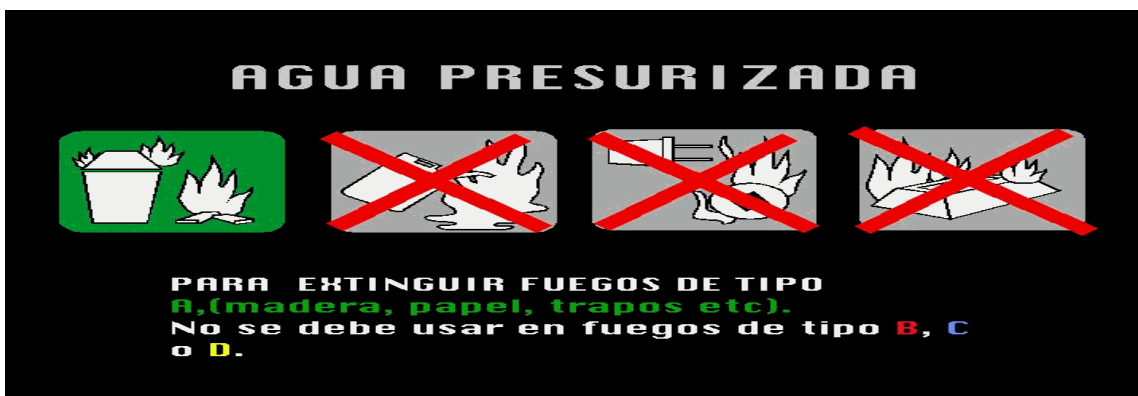 AGUA PRESURIZADA
PARA EXTINGUIR FUEGOS DE TIPO
A,(madera, papel, trapos etc).
No se debe usar en fuegos de tipo B, C
o D.